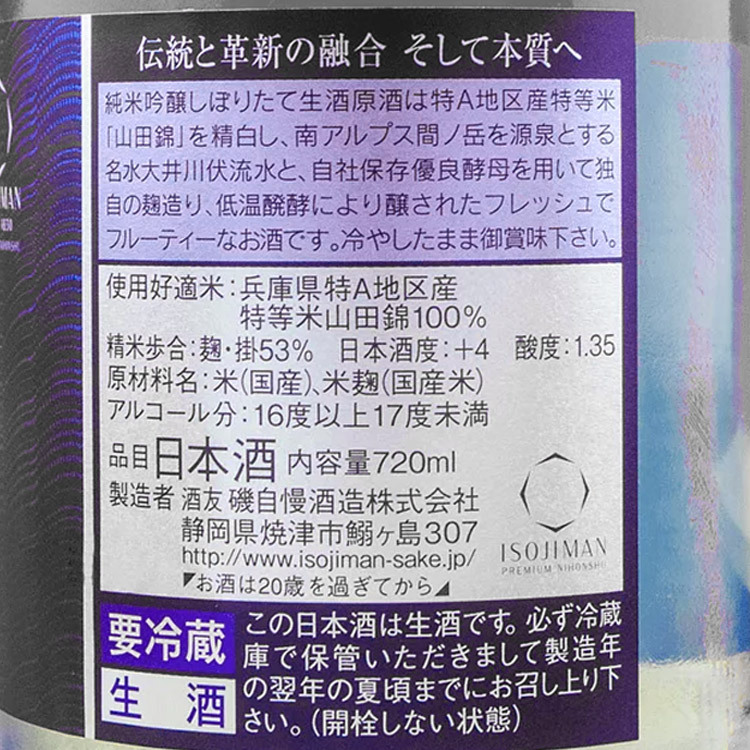 伝統と革新の融合 そして本質へ
純米吟醸しぼりたて生酒原酒は特A地区産特等米
「山田錦」を精白し、南アルプス間ノ岳を源泉とする
名水大井川伏流水と、自社保存優良酵母を用いて独
自の麹造り、低温醗酵により醸されたフレッシュで
フルーティーなお酒です。冷やしたまま御賞味下さい。
使用好適米：兵庫県特A地区産
特等米山田錦100%
精米歩合：麹・掛53% 日本酒度：+4 酸度：1.35
原材料名：米(国産)、米麹(国産米)
アルコール分：16度以上17度未満
品目 日本酒 内容量720ml
製造者 酒友 磯自慢酒造株式会社
静岡県焼津市鰯ヶ島307
http://www.isojiman-sake.jp/
お酒は20歳を過ぎてから
ISOJIMAN
PREMIUM NIHONSHU
要冷蔵
生酒
この日本酒は生酒です。必ず冷蔵
庫で保管いただきまして製造年
の翌年の夏頃までにお召し上り下
さい。(開栓しない状態)